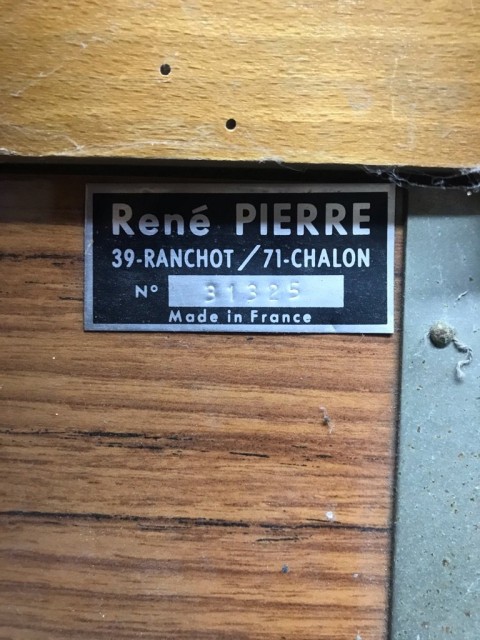 René PIERRE
39-RANCHOT/71-CHALON
N° 31325
Made in France